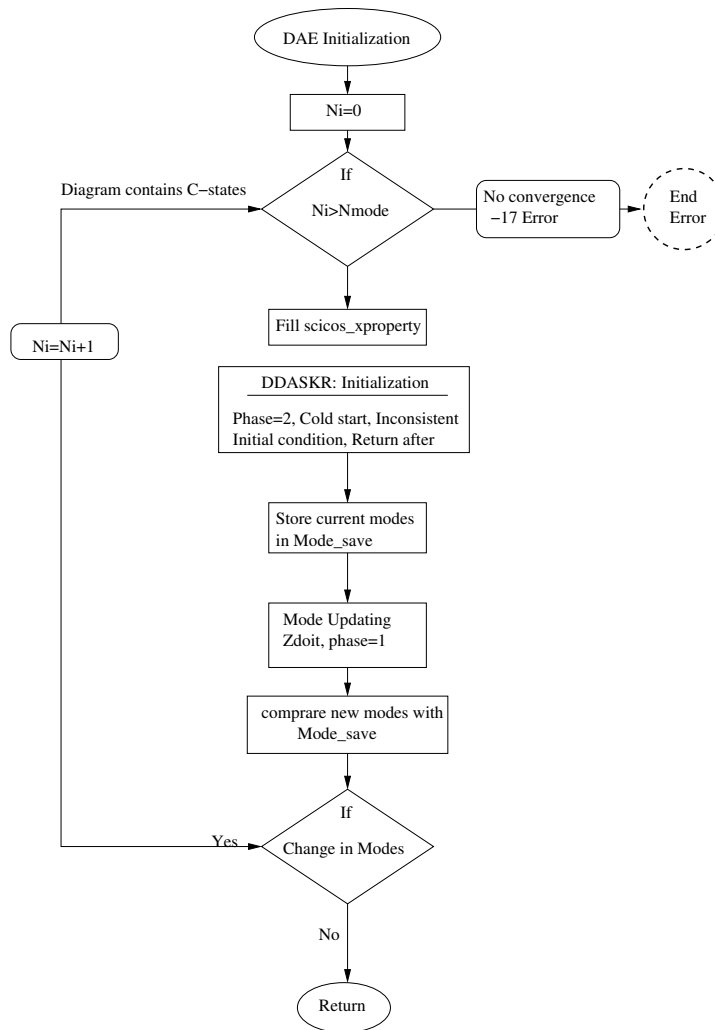 DAE Initialization
Ni=0
Diagram contains C−states
If
Ni>Nmode
No convergence
−17 Error
End
Error
Fill scicos_xproperty
Ni=Ni+1
DDASKR: Initialization
Phase=2, Cold start, Inconsistent
Initial condition, Return after
Store current modes
in Mode_save
Mode Updating
Zdoit, phase=1
comprare new modes with
Mode_save
If
Change in Modes
Yes
No
Return